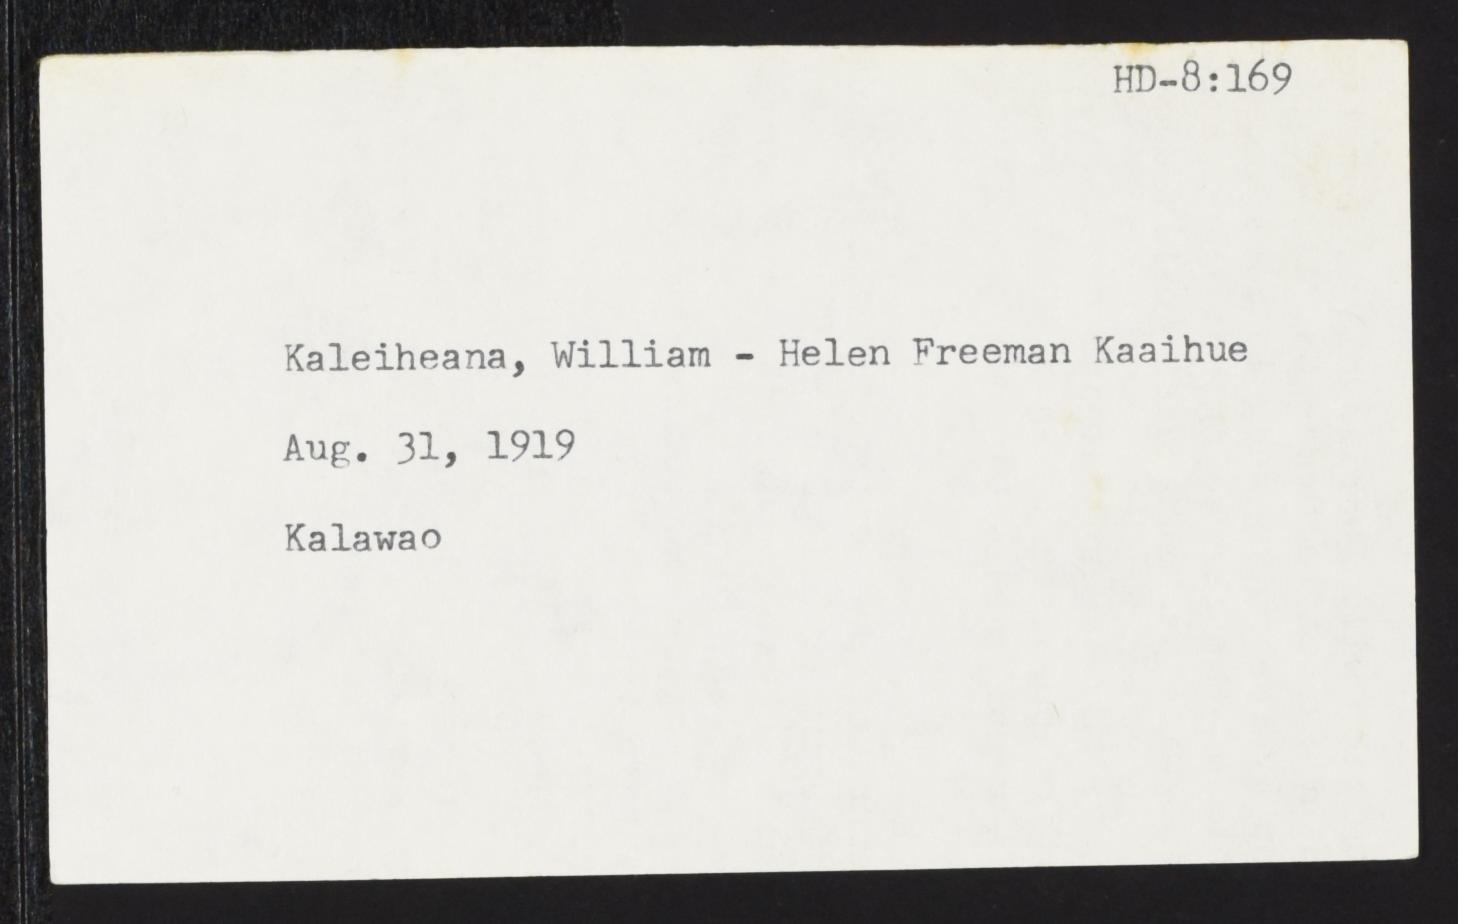 HD-8:169
Kaleiheana, William - Helen Freeman Kaaihue
Aug. 31, 1919
Kalawao